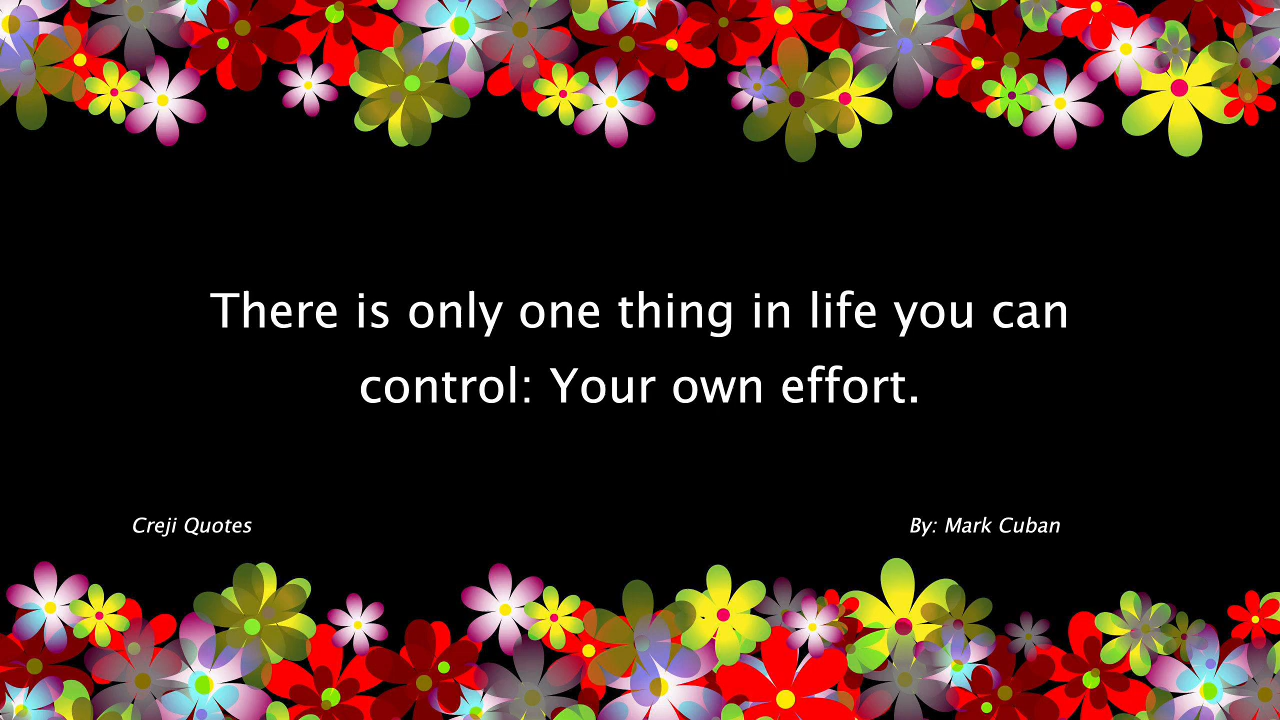 There is only one thing in life you can
control: Your own effort.
Creji Quotes
By: Mark Cuban